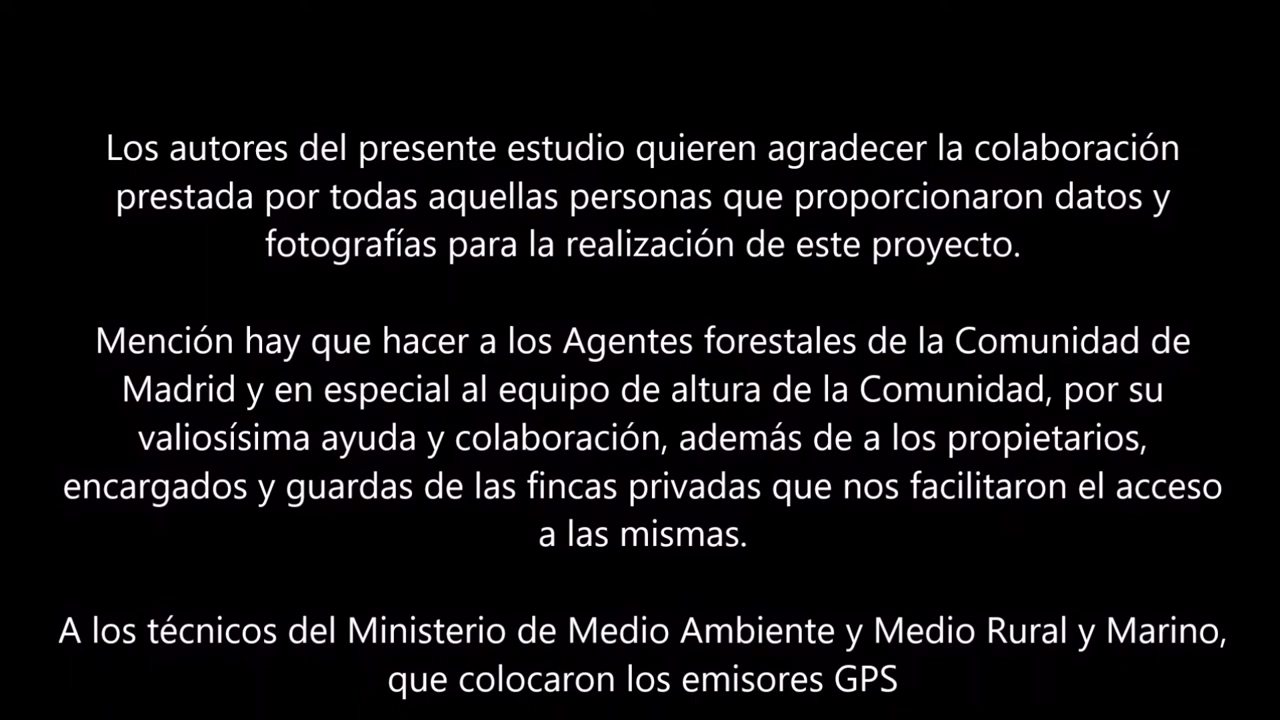 Los autores del presente estudio quieren agradecer la colaboración
prestada por todas aquellas personas que proporcionaron datos y
fotografías para la realización de este proyecto.
Mención hay que hacer a los Agentes forestales de la Comunidad de
Madrid y en especial al equipo de altura de la Comunidad, por su
valiosísima ayuda y colaboración, además de a los propietarios,
encargados y guardas de las fincas privadas que nos facilitaron el acceso
a las mismas.
A los técnicos del Ministerio de Medio Ambiente y Medio Rural y Marino,
que colocaron los emisores GPS